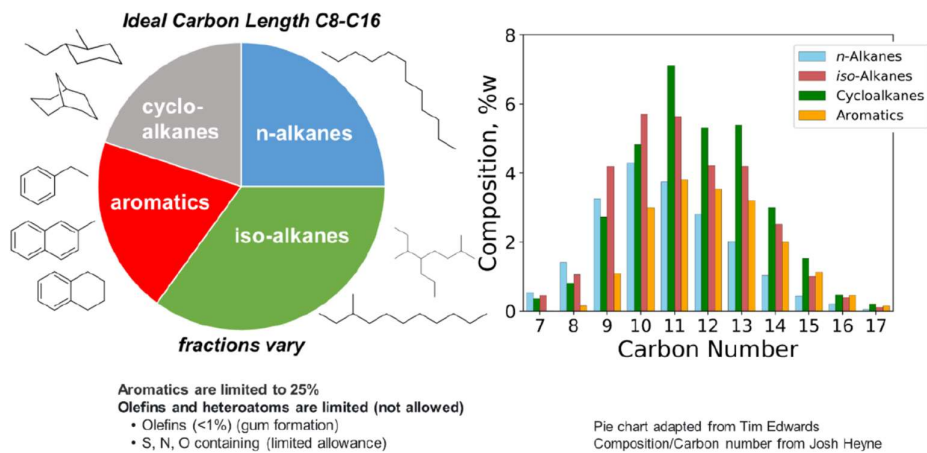 Ideal Carbon Length C8-C16
cyclo-
alkanes
n-alkanes
aromatics
iso-alkanes
fractions vary
Aromatics are limited to 25%
Olefins and heteroatoms are limited (not allowed)
• Olefins (<1%) (gum formation)
• S, N, O containing (limited allowance)
n-Alkanes
iso-Alkanes
Cycloalkanes
Aromatics
Composition, %w
8
6
4
2
0
7 8 9 10 11 12 13 14 15 16 17
Carbon Number
Pie chart adapted from Tim Edwards
Composition/Carbon number from Josh Heyne